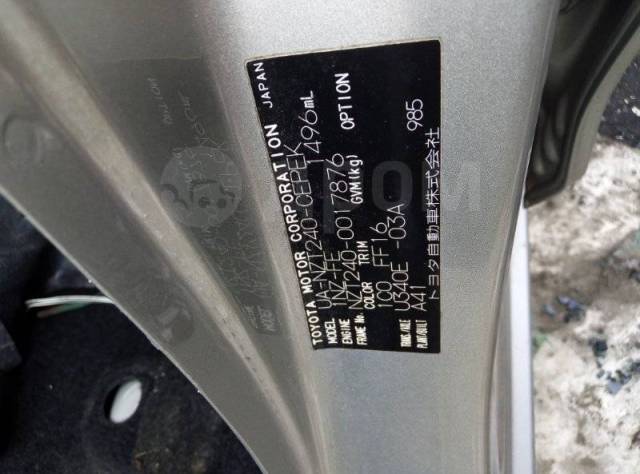 TOYOTA MOTOR CORPORATION JAPAN
MODEL UA-NZT240-CEPEK
ENGINE 1NZ-FE 1496mL
FRAME No. NZT240-0017876
COLOR TRIM GVM(kg) OPTION
1C0 FF16
TRANS./AXLE U340E -03A
PLANT/BUILT A41 985
トヨタ自動車株式会社